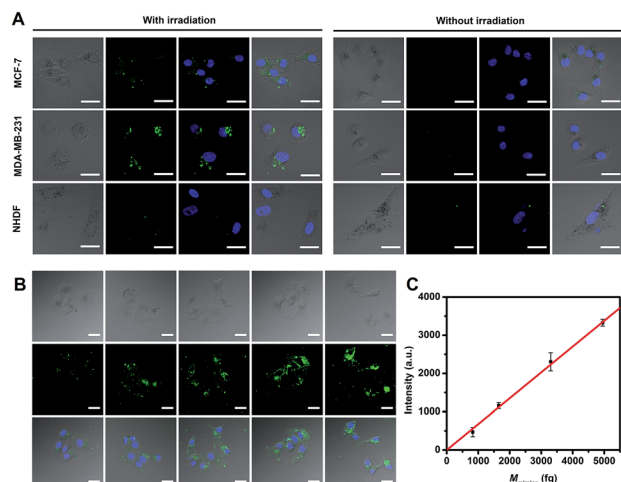 A
With irradiation
Without irradiation
MCF-7
MDA-MB-231
NHDF
B
C
Intensity (a.u.)
4000
3000
2000
1000
0
0 1000 2000 3000 4000 5000
M (fg)